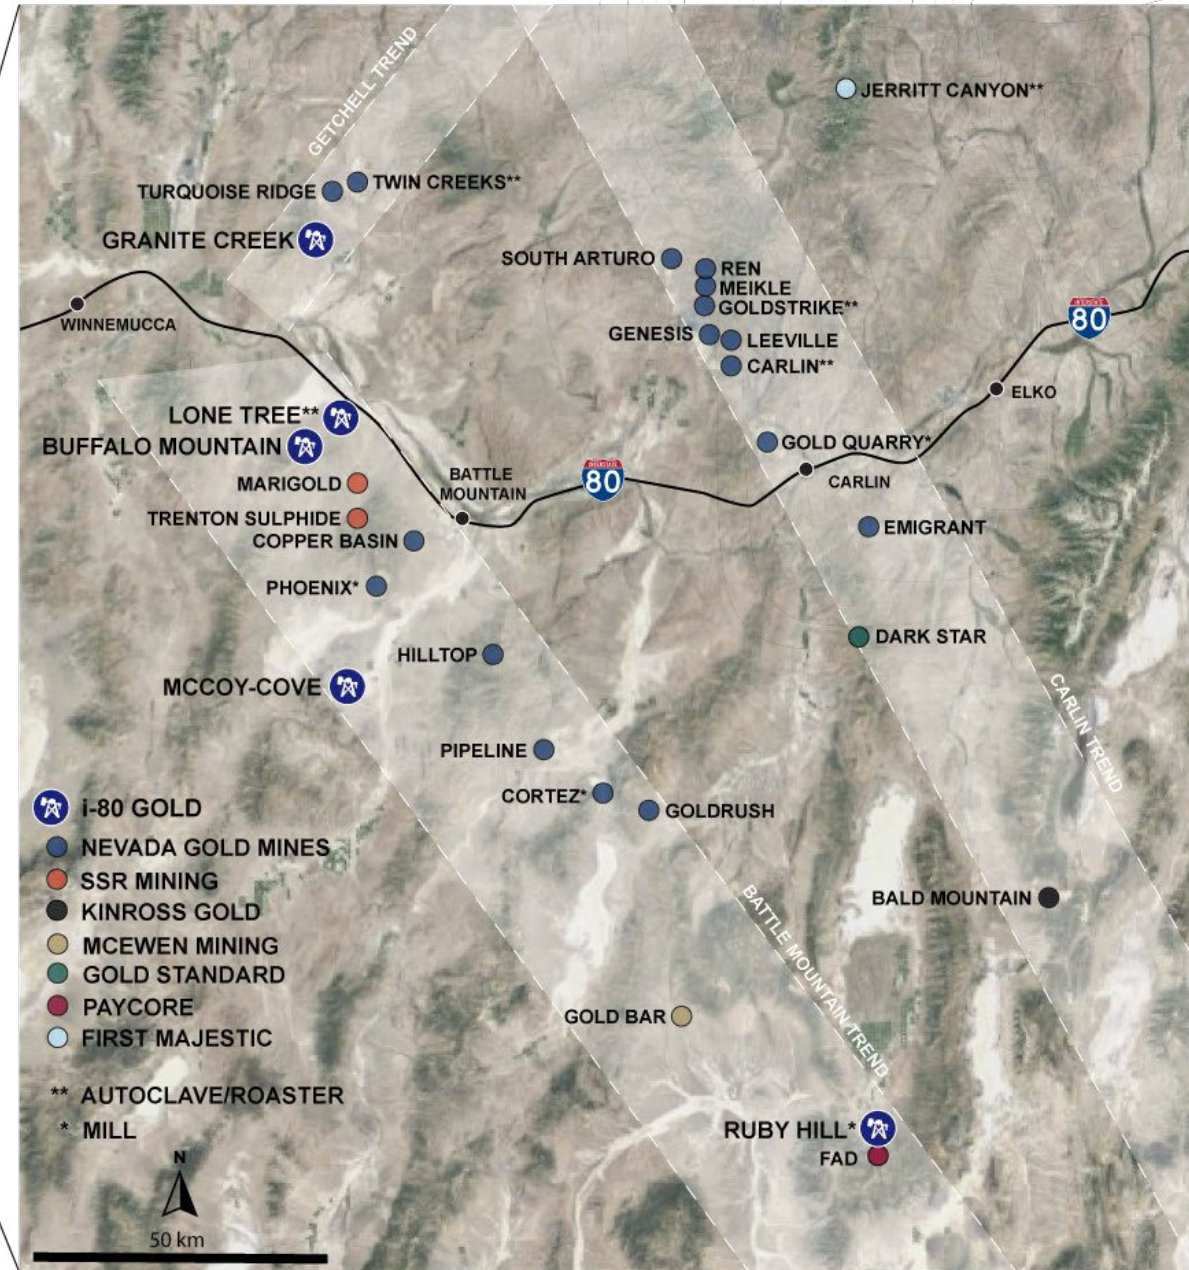 GETCHELL TREND
JERRITT CANYON**
TWIN CREEKS**
TURQUOISE RIDGE
GRANITE CREEK
SOUTH ARTURO
REN
MEIKLE
GOLDSTRIKE**
INTERSTATE
80
WINNEMUCCA
GENESIS
LEEVILLE
CARLIN**
ELKO
LONE TREE**
BUFFALO MOUNTAIN
GOLD QUARRY*
BATTLE
MOUNTAIN
INTERSTATE
80
CARLIN
MARIGOLD
TRENTON SULPHIDE
COPPER BASIN
EMIGRANT
PHOENIX*
DARK STAR
HILLTOP
MCCOY-COVE
CARLIN TREND
PIPELINE
CORTEZ*
GOLDRUSH
BALD MOUNTAIN
BATTLE MOUNTAIN TREND
GOLD BAR
RUBY HILL*
FAD
i-80 GOLD
NEVADA GOLD MINES
SSR MINING
KINROSS GOLD
MCEWEN MINING
GOLD STANDARD
PAYCORE
FIRST MAJESTIC
** AUTOCLAVE/ROASTER
* MILL
N
50 km